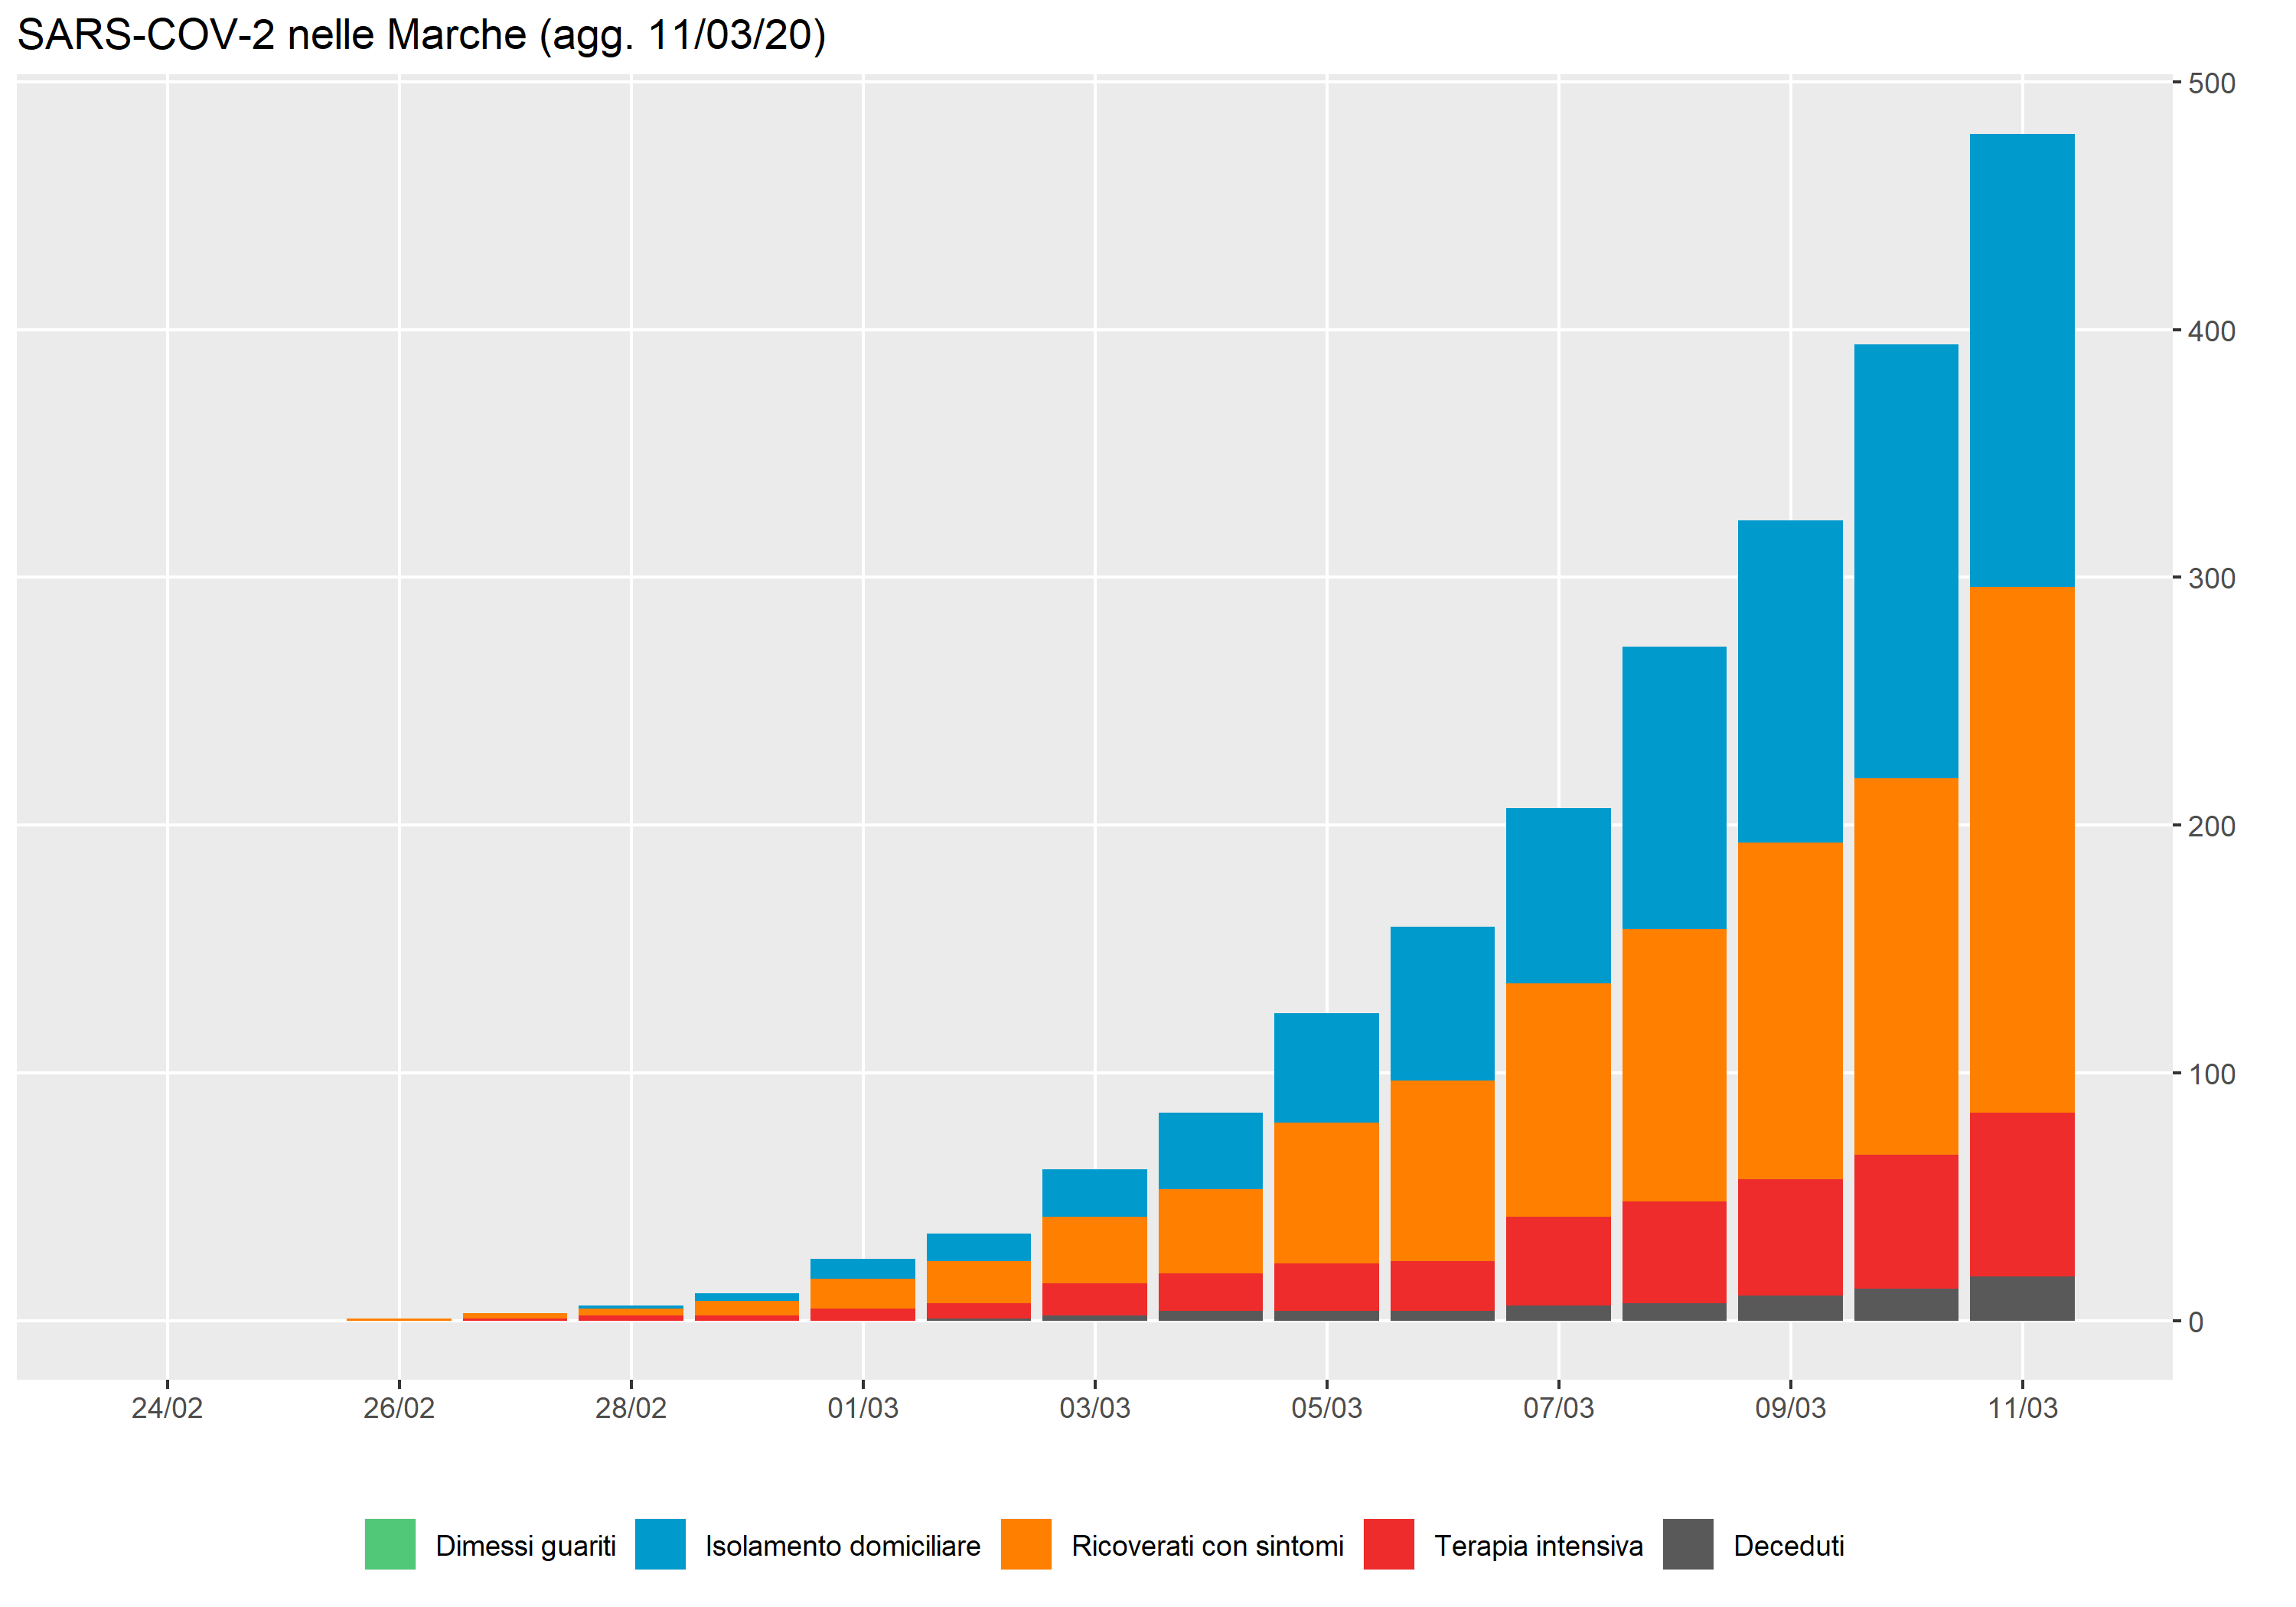 SARS-COV-2 nelle Marche (agg. 11/03/20)
500
400
300
200
100
0
24/02 26/02 28/02 01/03 03/03 05/03 07/03 09/03 11/03
Dimessi guariti Isolamento domiciliare Ricoverati con sintomi Terapia intensiva Deceduti